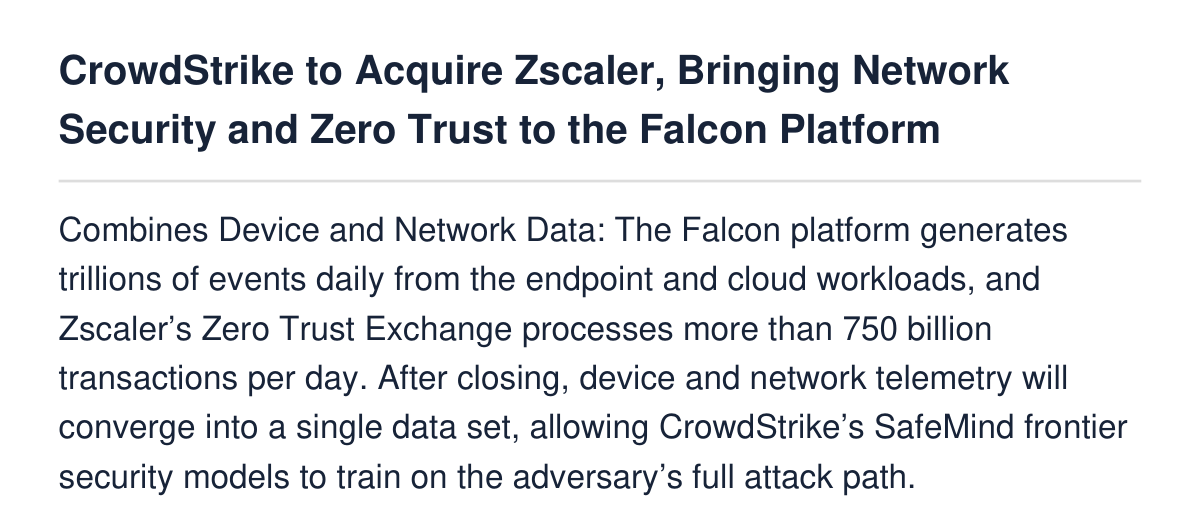 CrowdStrike to Acquire Zscaler, Bringing Network
Security and Zero Trust to the Falcon Platform
Combines Device and Network Data: The Falcon platform generates
trillions of events daily from the endpoint and cloud workloads, and
Zscaler’s Zero Trust Exchange processes more than 750 billion
transactions per day. After closing, device and network telemetry will
converge into a single data set, allowing CrowdStrike’s SafeMind frontier
security models to train on the adversary’s full attack path.